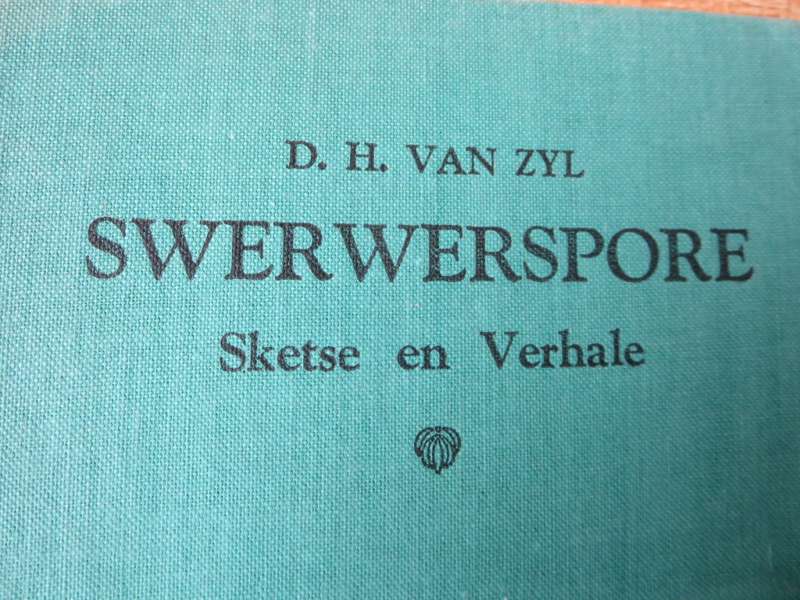 D. H. VAN ZYL
SWERWERSPORE
Sketse en Verhale